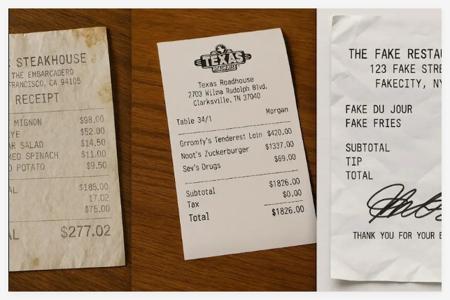 STEAKHOUSE
THE EMBARCADERO
FRANCISCO, CA 94105
RECEIPT
MIGNON $98.00
YE $52.00
AR SALAD $14.50
KED SPINACH $11.00
D POTATO $9.50
AL $185.00
17.02
$75.00
AL $277.02
TEXAS
ROADHOUSE
Texas Roadhouse
2703 Wilma Rudolph Blvd.
Clarksville, TN 37040
Table 34/1 Morgan
Grromty's Tenderest Loin $420.00
Noot's Zuckerburger $1337.00
Sev's Drugs $69.00
Subtotal $1826.00
Tax $0.00
Total $1826.00
THE FAKE RESTAU
123 FAKE STRE
FAKECITY, NY
FAKE DU JOUR
FAKE FRIES
SUBTOTAL
TIP
TOTAL
THANK YOU FOR YOUR B